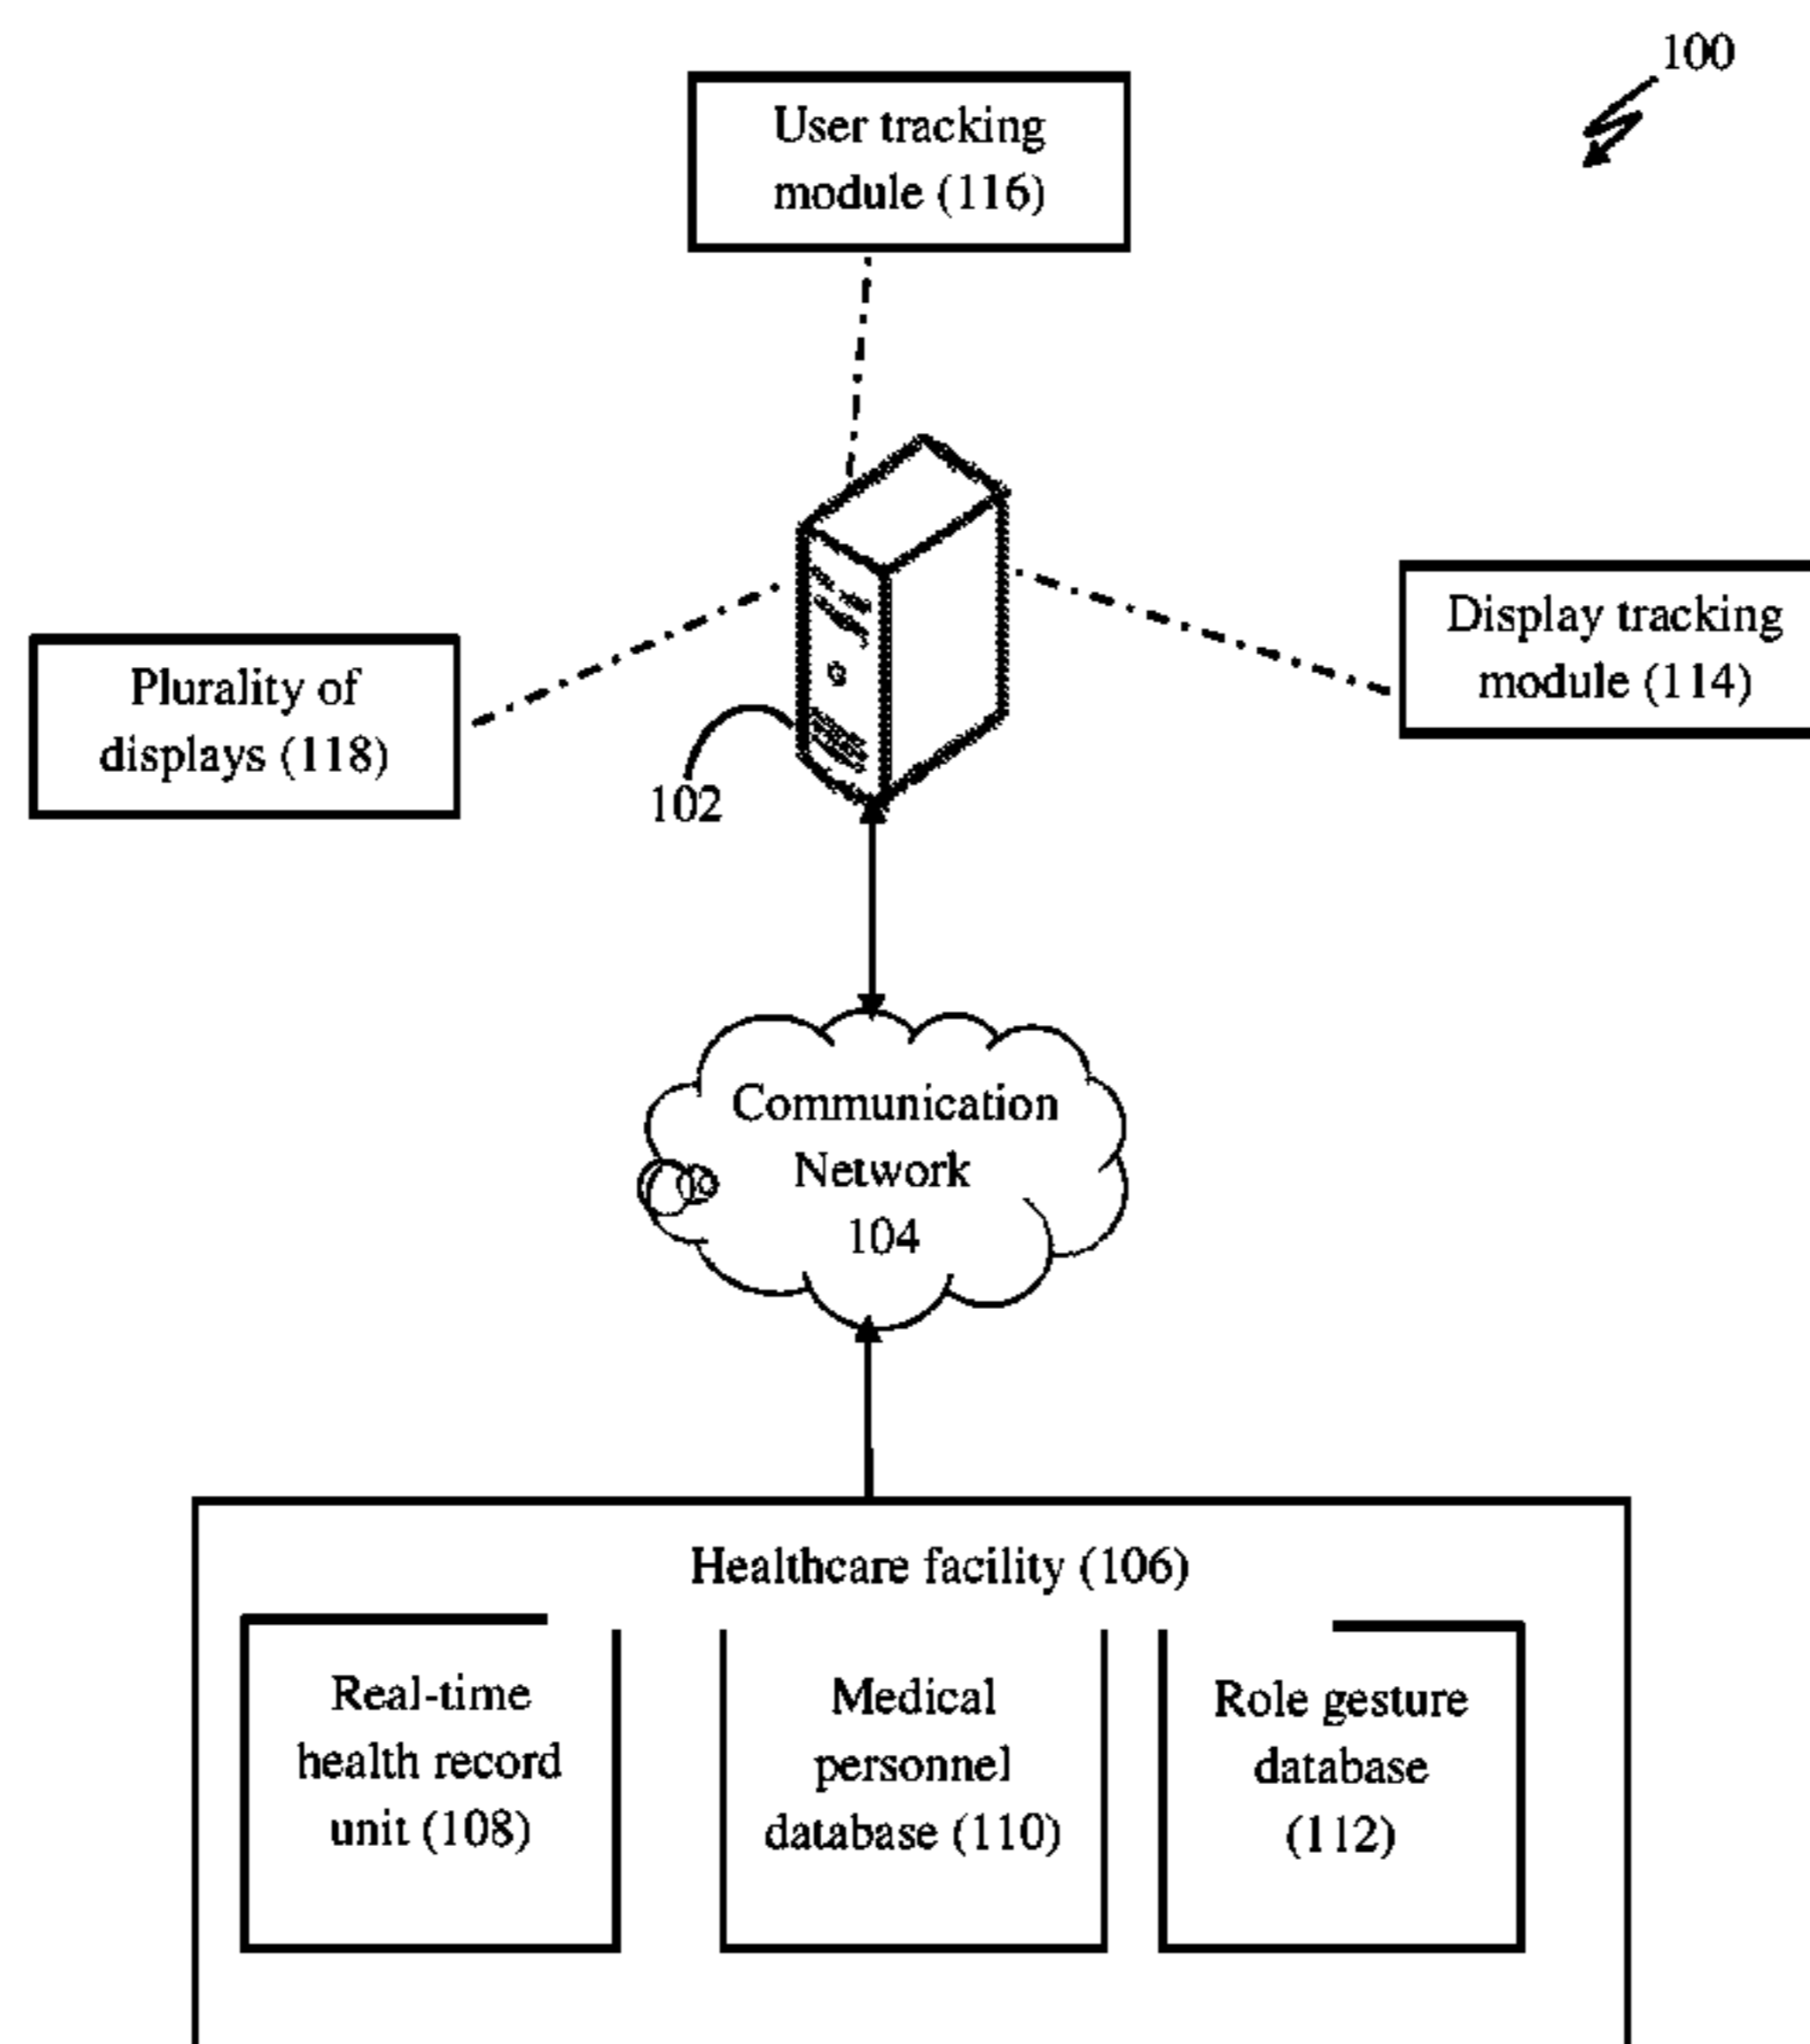 100
User tracking
module (116)
Display tracking
module (114)
Plurality of
displays (118)
102
Communication
Network
104
Healthcare facility (106)
Real-time
health record
unit (108)
Medical
personnel
database (110)
Role gesture
database
(112)